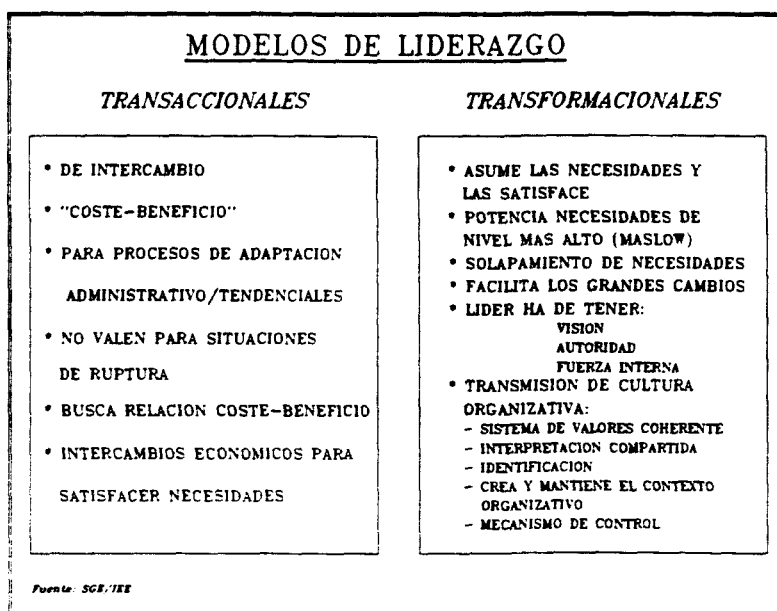 MODELOS DE LIDERAZGO
TRANSACCIONALES
* DE INTERCAMBIO
* "COSTE-BENEFICIO"
* PARA PROCESOS DE ADAPTACION
ADMINISTRATIVO/TENDENCIALES
* NO VALEN PARA SITUACIONES
DE RUPTURA
* BUSCA RELACION COSTE-BENEFICIO
* INTERCAMBIOS ECONOMICOS PARA
SATISFACER NECESIDADES
TRANSFORMACIONALES
* ASUME LAS NECESIDADES Y
LAS SATISFACE
* POTENCIA NECESIDADES DE
NIVEL MAS ALTO (MASLOW)
* SOLAPAMIENTO DE NECESIDADES
* FACILITA LOS GRANDES CAMBIOS
* LIDER HA DE TENER:
VISION
AUTORIDAD
FUERZA INTERNA
* TRANSMISION DE CULTURA
ORGANIZATIVA:
- SISTEMA DE VALORES COHERENTE
- INTERPRETACION COMPARTIDA
- IDENTIFICACION
- CREA Y MANTIENE EL CONTEXTO
ORGANIZATIVO
- MECANISMO DE CONTROL
Fuente: SGE/IEE